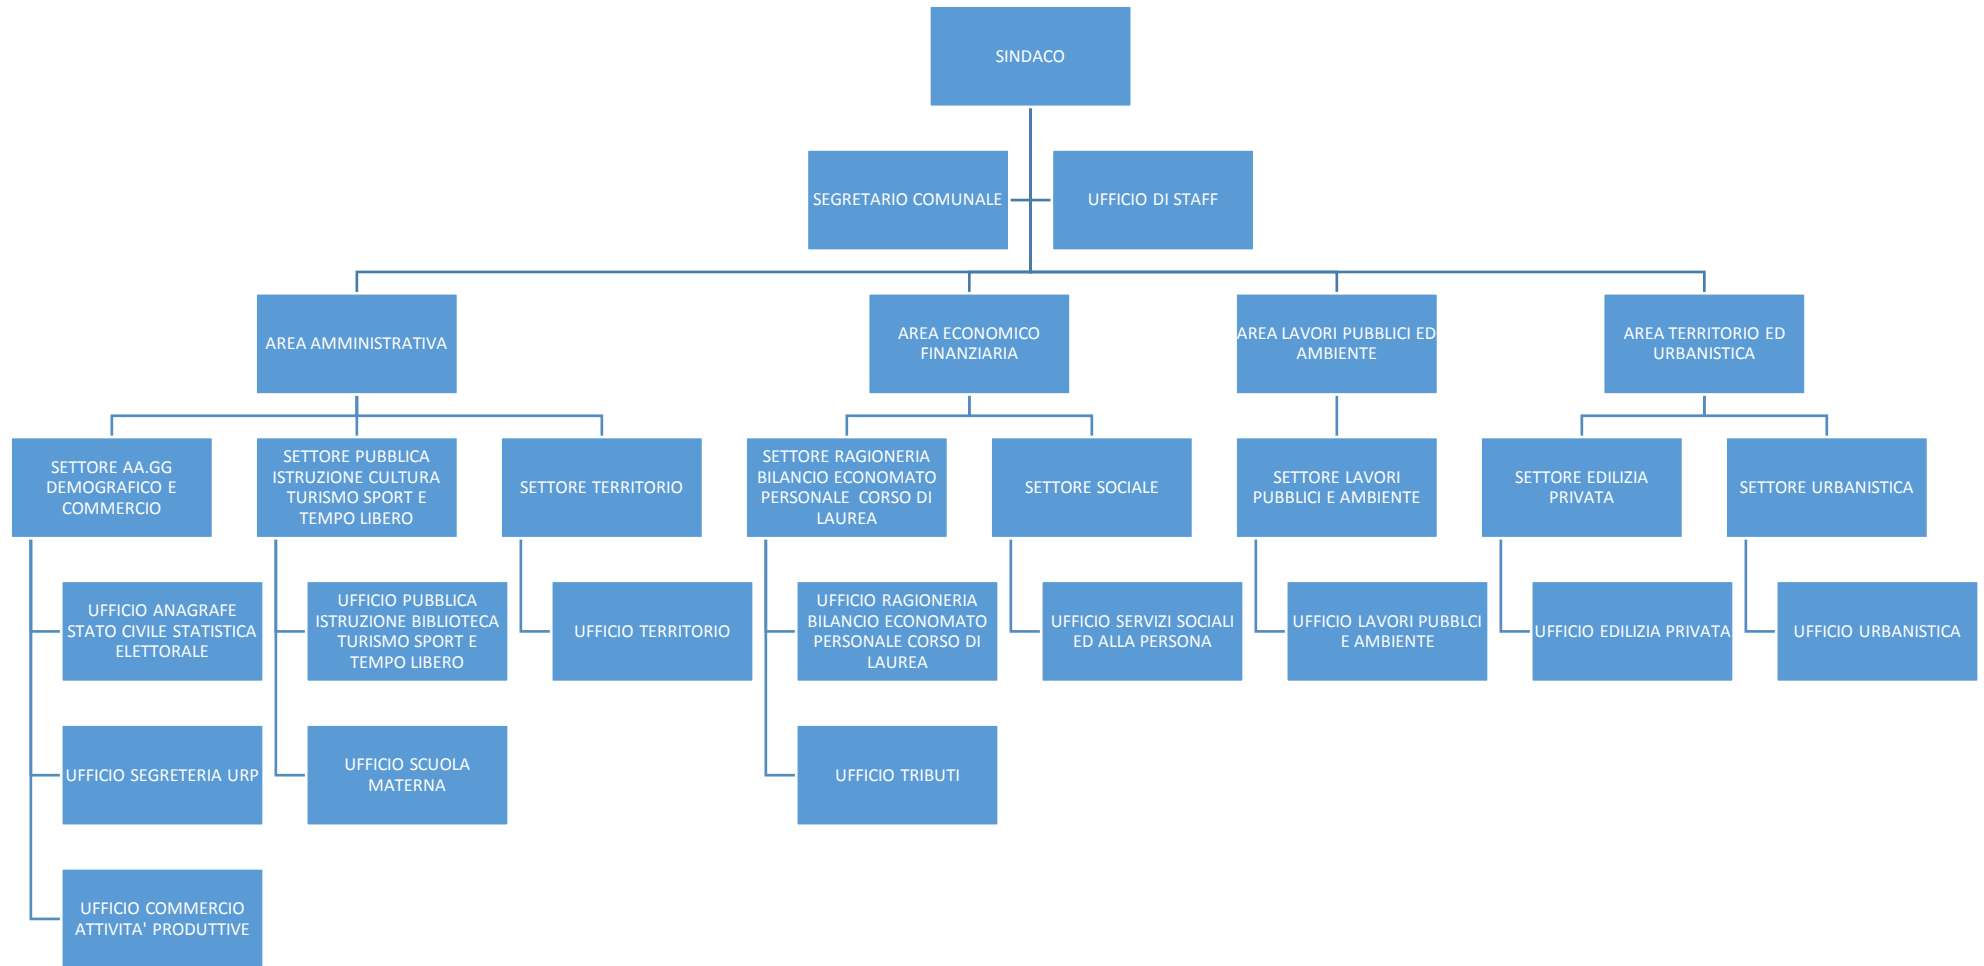 SINDACO
SEGRETARIO COMUNALE
UFFICIO DI STAFF
AREA AMMINISTRATIVA
AREA ECONOMICO
FINANZIARIA
AREA LAVORI PUBBLICI ED
AMBIENTE
AREA TERRITORIO ED
URBANISTICA
SETTORE AA.GG
DEMOGRAFICO E
COMMERCIO
SETTORE PUBBLICA
ISTRUZIONE CULTURA
TURISMO SPORT E
TEMPO LIBERO
SETTORE TERRITORIO
SETTORE RAGIONERIA
BILANCIO ECONOMATO
PERSONALE CORSO DI
LAUREA
SETTORE SOCIALE
SETTORE LAVORI
PUBBLICI E AMBIENTE
SETTORE EDILIZIA
PRIVATA
SETTORE URBANISTICA
UFFICIO ANAGRAFE
STATO CIVILE STATISTICA
ELETTORALE
UFFICIO PUBBLICA
ISTRUZIONE BIBLIOTECA
TURISMO SPORT E
TEMPO LIBERO
UFFICIO TERRITORIO
UFFICIO RAGIONERIA
BILANCIO ECONOMATO
PERSONALE CORSO DI
LAUREA
UFFICIO SERVIZI SOCIALI
ED ALLA PERSONA
UFFICIO LAVORI PUBBLCI
E AMBIENTE
UFFICIO EDILIZIA PRIVATA
UFFICIO URBANISTICA
UFFICIO SEGRETERIA URP
UFFICIO SCUOLA
MATERNA
UFFICIO TRIBUTI
UFFICIO COMMERCIO
ATTIVITA' PRODUTTIVE